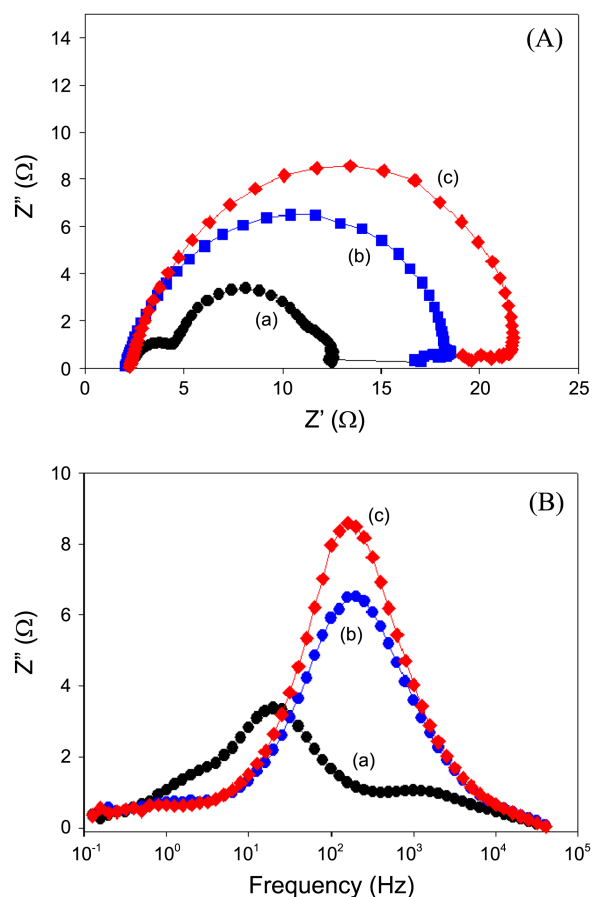 (A)
14
12
10
8
6
4
2
0
Z'' (Ω)
(c)
(b)
(a)
0 5 10 15 20 25
Z' (Ω)
(B)
10
8
6
4
2
0
Z'' (Ω)
(c)
(b)
(a)
10⁻¹ 10⁰ 10¹ 10² 10³ 10⁴ 10⁵
Frequency (Hz)